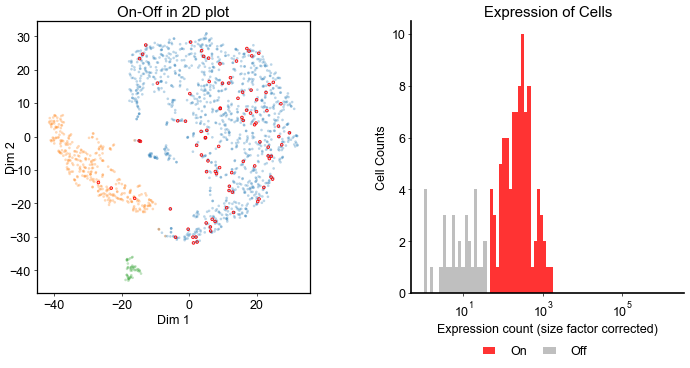 On-Off in 2D plot
Dim 2
30
20
10
0
−10
−20
−30
−40
−40
−20
0
20
Dim 1
Expression of Cells
Cell Counts
10
8
6
4
2
0
10^1
10^3
10^5
Expression count (size factor corrected)
On
Off